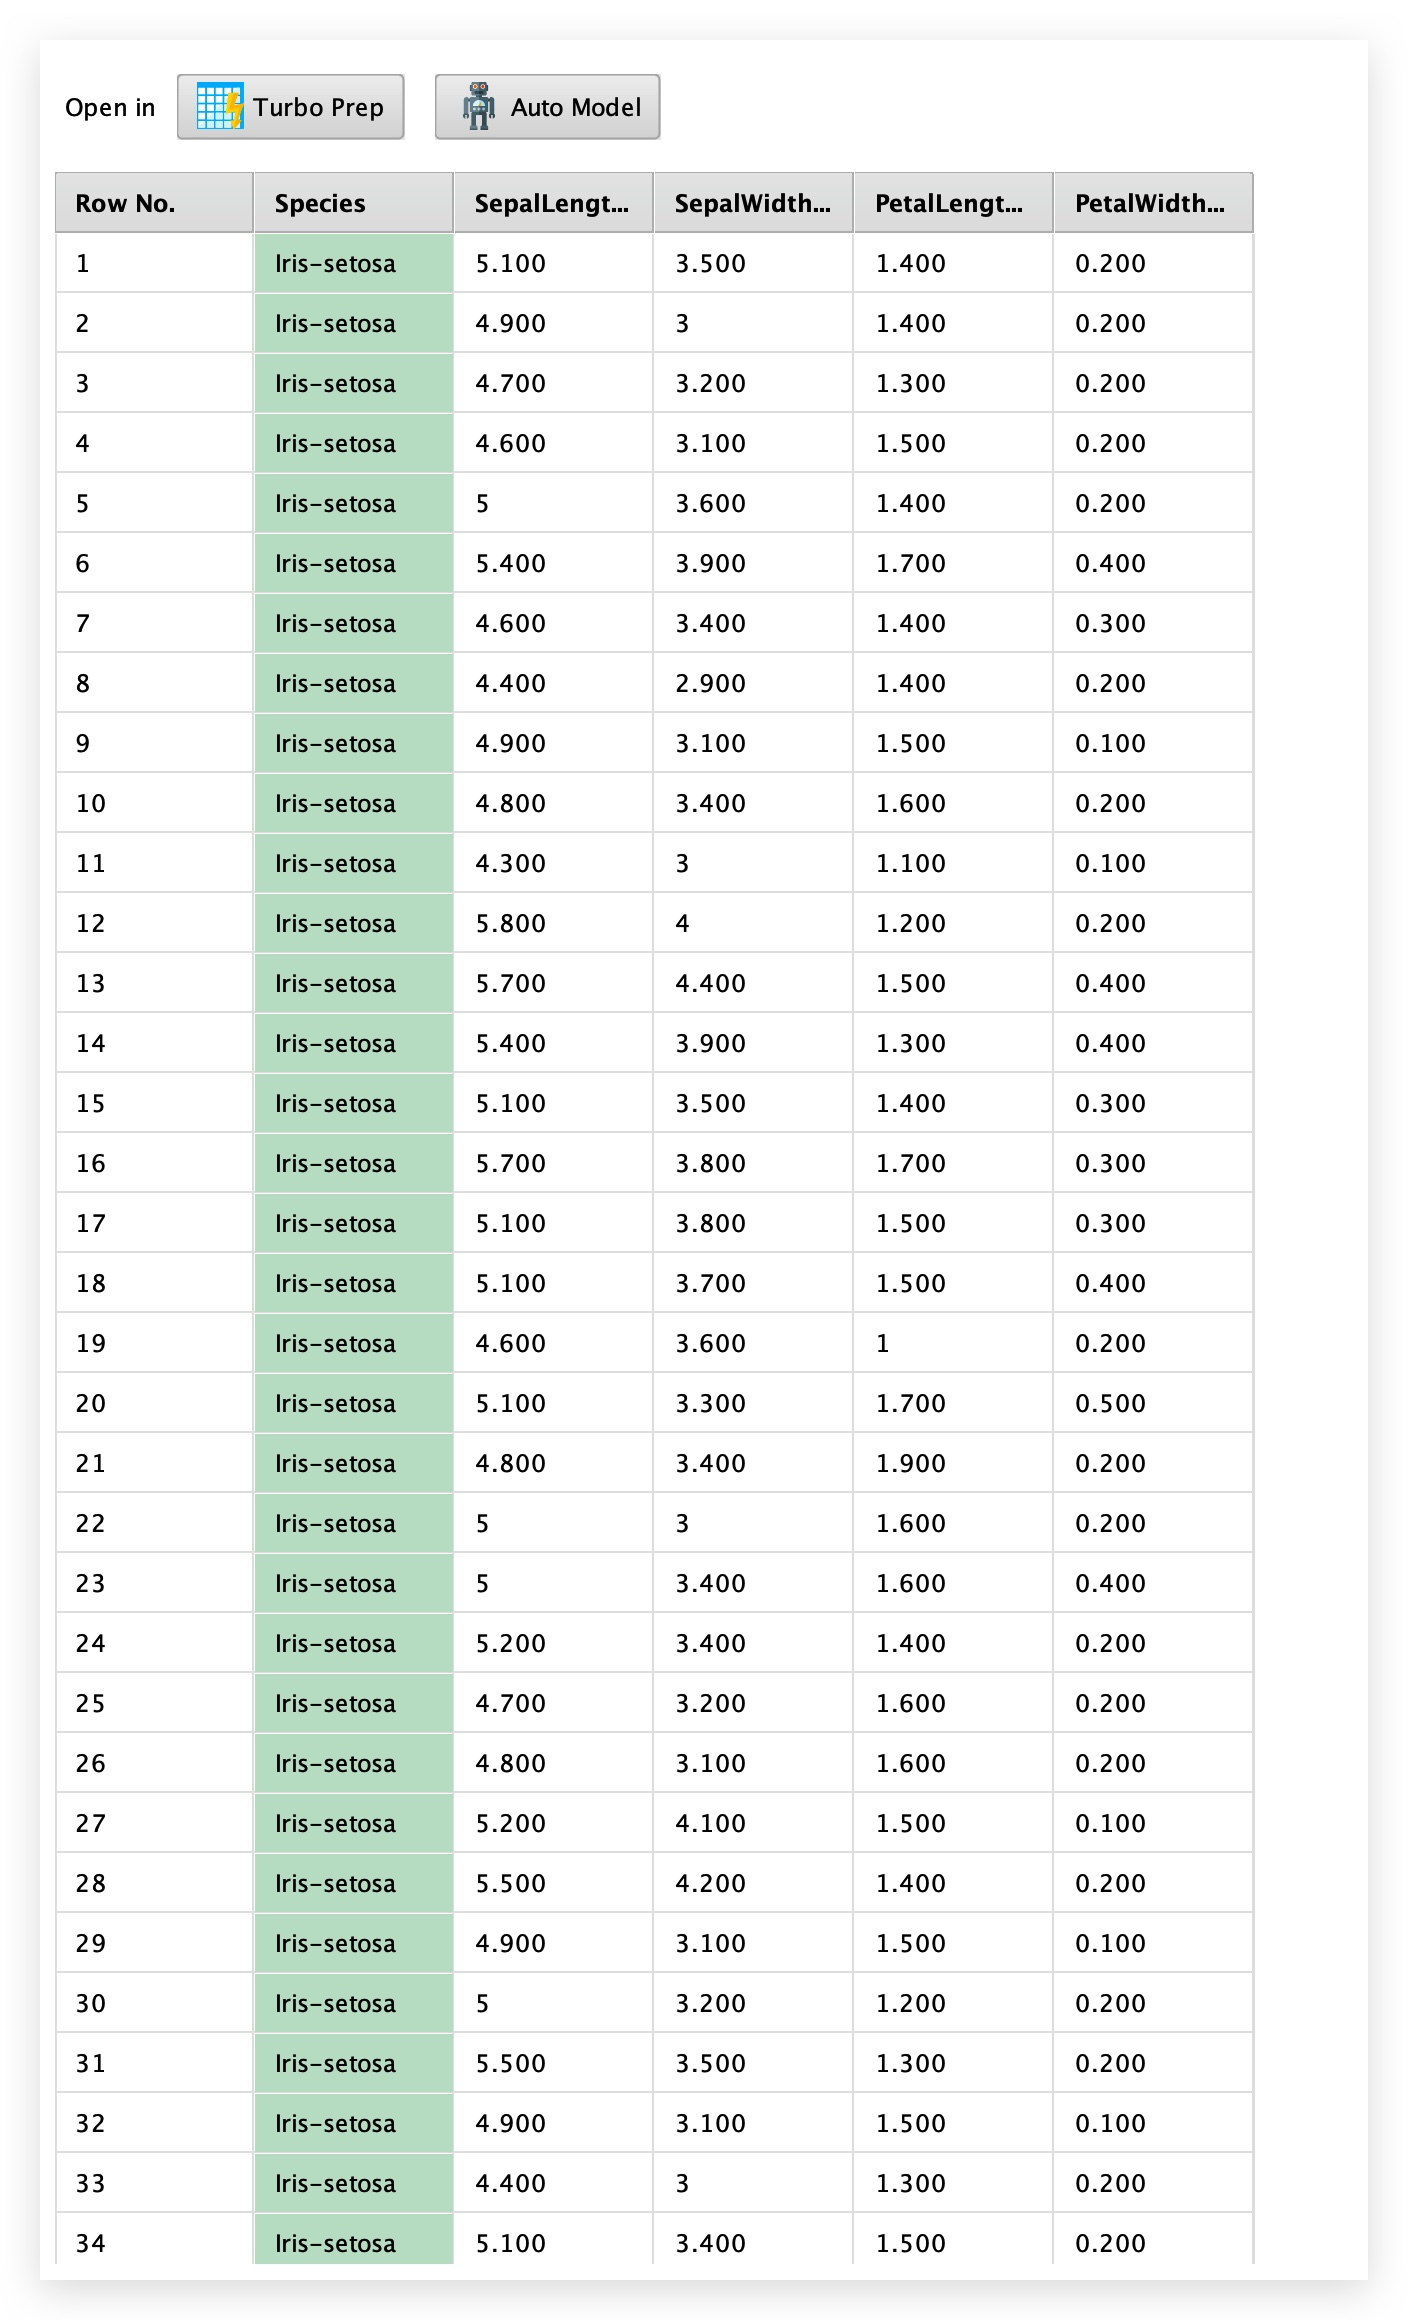 Open in Turbo Prep Auto Model
Row No. Species SepalLengt... SepalWidth... PetalLengt... PetalWidth...
1 Iris-setosa 5.100 3.500 1.400 0.200
2 Iris-setosa 4.900 3 1.400 0.200
3 Iris-setosa 4.700 3.200 1.300 0.200
4 Iris-setosa 4.600 3.100 1.500 0.200
5 Iris-setosa 5 3.600 1.400 0.200
6 Iris-setosa 5.400 3.900 1.700 0.400
7 Iris-setosa 4.600 3.400 1.400 0.300
8 Iris-setosa 4.400 2.900 1.400 0.200
9 Iris-setosa 4.900 3.100 1.500 0.100
10 Iris-setosa 4.800 3.400 1.600 0.200
11 Iris-setosa 4.300 3 1.100 0.100
12 Iris-setosa 5.800 4 1.200 0.200
13 Iris-setosa 5.700 4.400 1.500 0.400
14 Iris-setosa 5.400 3.900 1.300 0.400
15 Iris-setosa 5.100 3.500 1.400 0.300
16 Iris-setosa 5.700 3.800 1.700 0.300
17 Iris-setosa 5.100 3.800 1.500 0.300
18 Iris-setosa 5.100 3.700 1.500 0.400
19 Iris-setosa 4.600 3.600 1 0.200
20 Iris-setosa 5.100 3.300 1.700 0.500
21 Iris-setosa 4.800 3.400 1.900 0.200
22 Iris-setosa 5 3 1.600 0.200
23 Iris-setosa 5 3.400 1.600 0.400
24 Iris-setosa 5.200 3.400 1.400 0.200
25 Iris-setosa 4.700 3.200 1.600 0.200
26 Iris-setosa 4.800 3.100 1.600 0.200
27 Iris-setosa 5.200 4.100 1.500 0.100
28 Iris-setosa 5.500 4.200 1.400 0.200
29 Iris-setosa 4.900 3.100 1.500 0.100
30 Iris-setosa 5 3.200 1.200 0.200
31 Iris-setosa 5.500 3.500 1.300 0.200
32 Iris-setosa 4.900 3.100 1.500 0.100
33 Iris-setosa 4.400 3 1.300 0.200
34 Iris-setosa 5.100 3.400 1.500 0.200